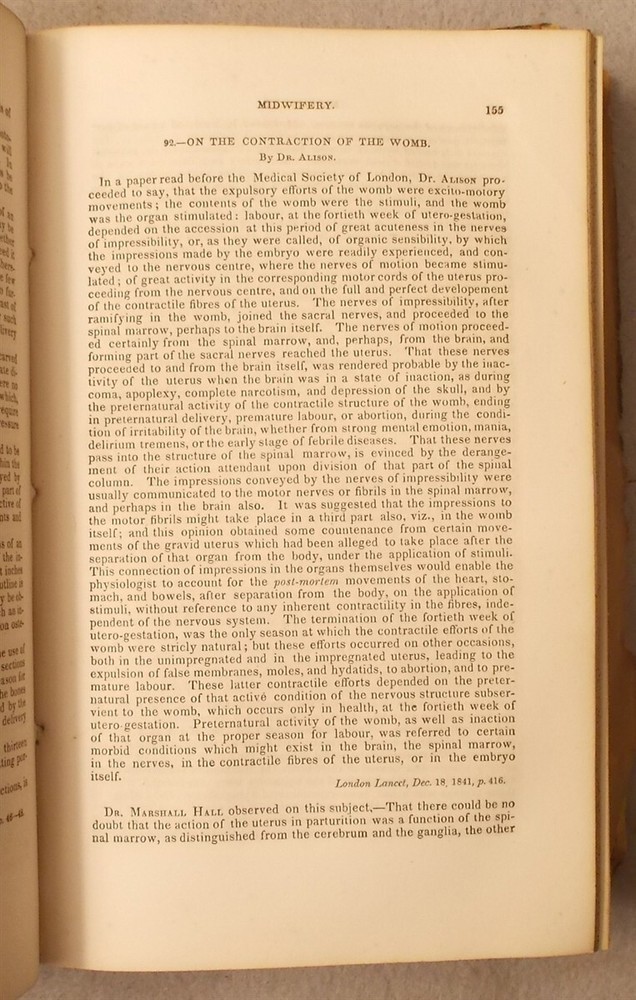 MIDWIFERY.
155
92.—ON THE CONTRACTION OF THE WOMB.
By Dr. Alison.
In a paper read before the Medical Society of London, Dr. Alison pro-
ceeded to say, that the expulsory efforts of the womb were excito-motory
movements; the contents of the womb were the stimuli, and the womb
was the organ stimulated: labour, at the fortieth week of utero-gestation,
depended on the accession at this period of great acuteness in the nerves
of impressibility, or, as they were called, of organic sensibility, by which
the impressions made by the embryo were readily experienced, and con-
veyed to the nervous centre, where the nerves of motion became stimu-
lated; of great activity in the corresponding motor cords of the uterus pro-
ceeding from the nervous centre, and on the full and perfect developement
of the contractile fibres of the uterus. The nerves of impressibility, after
ramifying in the womb, joined the sacral nerves, and proceeded to the
spinal marrow, perhaps to the brain itself. The nerves of motion proceed-
ed certainly from the spinal marrow, and, perhaps, from the brain, and
forming part of the sacral nerves reached the uterus. That these nerves
proceeded to and from the brain itself, was rendered probable by the inac-
tivity of the uterus when the brain was in a state of inaction, as during
coma, apoplexy, complete narcotism, and depression of the skull, and by
the preternatural activity of the contractile structure of the womb, ending
in preternatural delivery, premature labour, or abortion, during the condi-
tion of irritability of the brain, whether from strong mental emotion, mania,
delirium tremens, or the early stage of febrile diseases. That these nerves
pass into the structure of the spinal marrow, is evinced by the derange-
ment of their action attendant upon division of that part of the spinal
column. The impressions conveyed by the nerves of impressibility were
usually communicated to the motor nerves or fibrils in the spinal marrow,
and perhaps in the brain also. It was suggested that the impressions to
the motor fibrils might take place in a third part also, viz., in the womb
itself; and this opinion obtained some countenance from certain move-
ments of the gravid uterus which had been alleged to take place after the
separation of that organ from the body, under the application of stimuli.
This connection of impressions in the organs themselves would enable the
physiologist to account for the post-mortem movements of the heart, sto-
mach, and bowels, after separation from the body, on the application of
stimuli, without reference to any inherent contractility in the fibres, inde-
pendent of the nervous system. The termination of the fortieth week of
utero-gestation, was the only season at which the contractile efforts of the
womb were stricly natural; but these efforts occurred on other occasions,
both in the unimpregnated and in the impregnated uterus, leading to the
expulsion of false membranes, moles, and hydatids, to abortion, and to pre-
mature labour. These latter contractile efforts depended on the preter-
natural presence of that active condition of the nervous structure subser-
vient to the womb, which occurs only in health, at the fortieth week of
utero-gestation. Preternatural activity of the womb, as well as inaction
of that organ at the proper season for labour, was referred to certain
morbid conditions which might exist in the brain, the spinal marrow,
in the nerves, in the contractile fibres of the uterus, or in the embryo
itself.
London Lancet, Dec. 18, 1841, p. 416.
Dr. Marshall Hall observed on this subject,—That there could be no
doubt that the action of the uterus in parturition was a function of the spi-
nal marrow, as distinguished from the cerebrum and the ganglia, the other